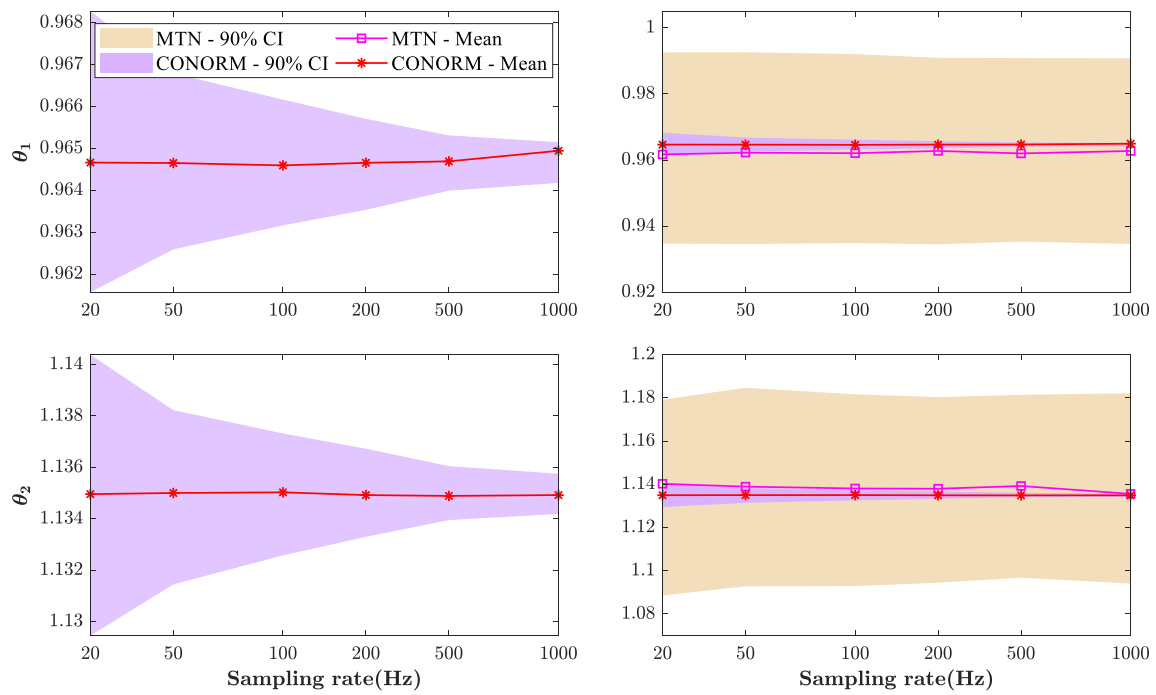 0.968
0.967
0.966
0.965
0.964
0.963
0.962
θ1
MTN - 90% CI
MTN - Mean
CONORM - 90% CI
CONORM - Mean
20 50 100 200 500 1000
1
0.98
0.96
0.94
0.92
20 50 100 200 500 1000
1.14
1.138
1.136
1.134
1.132
1.13
θ2
20 50 100 200 500 1000
Sampling rate(Hz)
1.2
1.18
1.16
1.14
1.12
1.1
1.08
20 50 100 200 500 1000
Sampling rate(Hz)